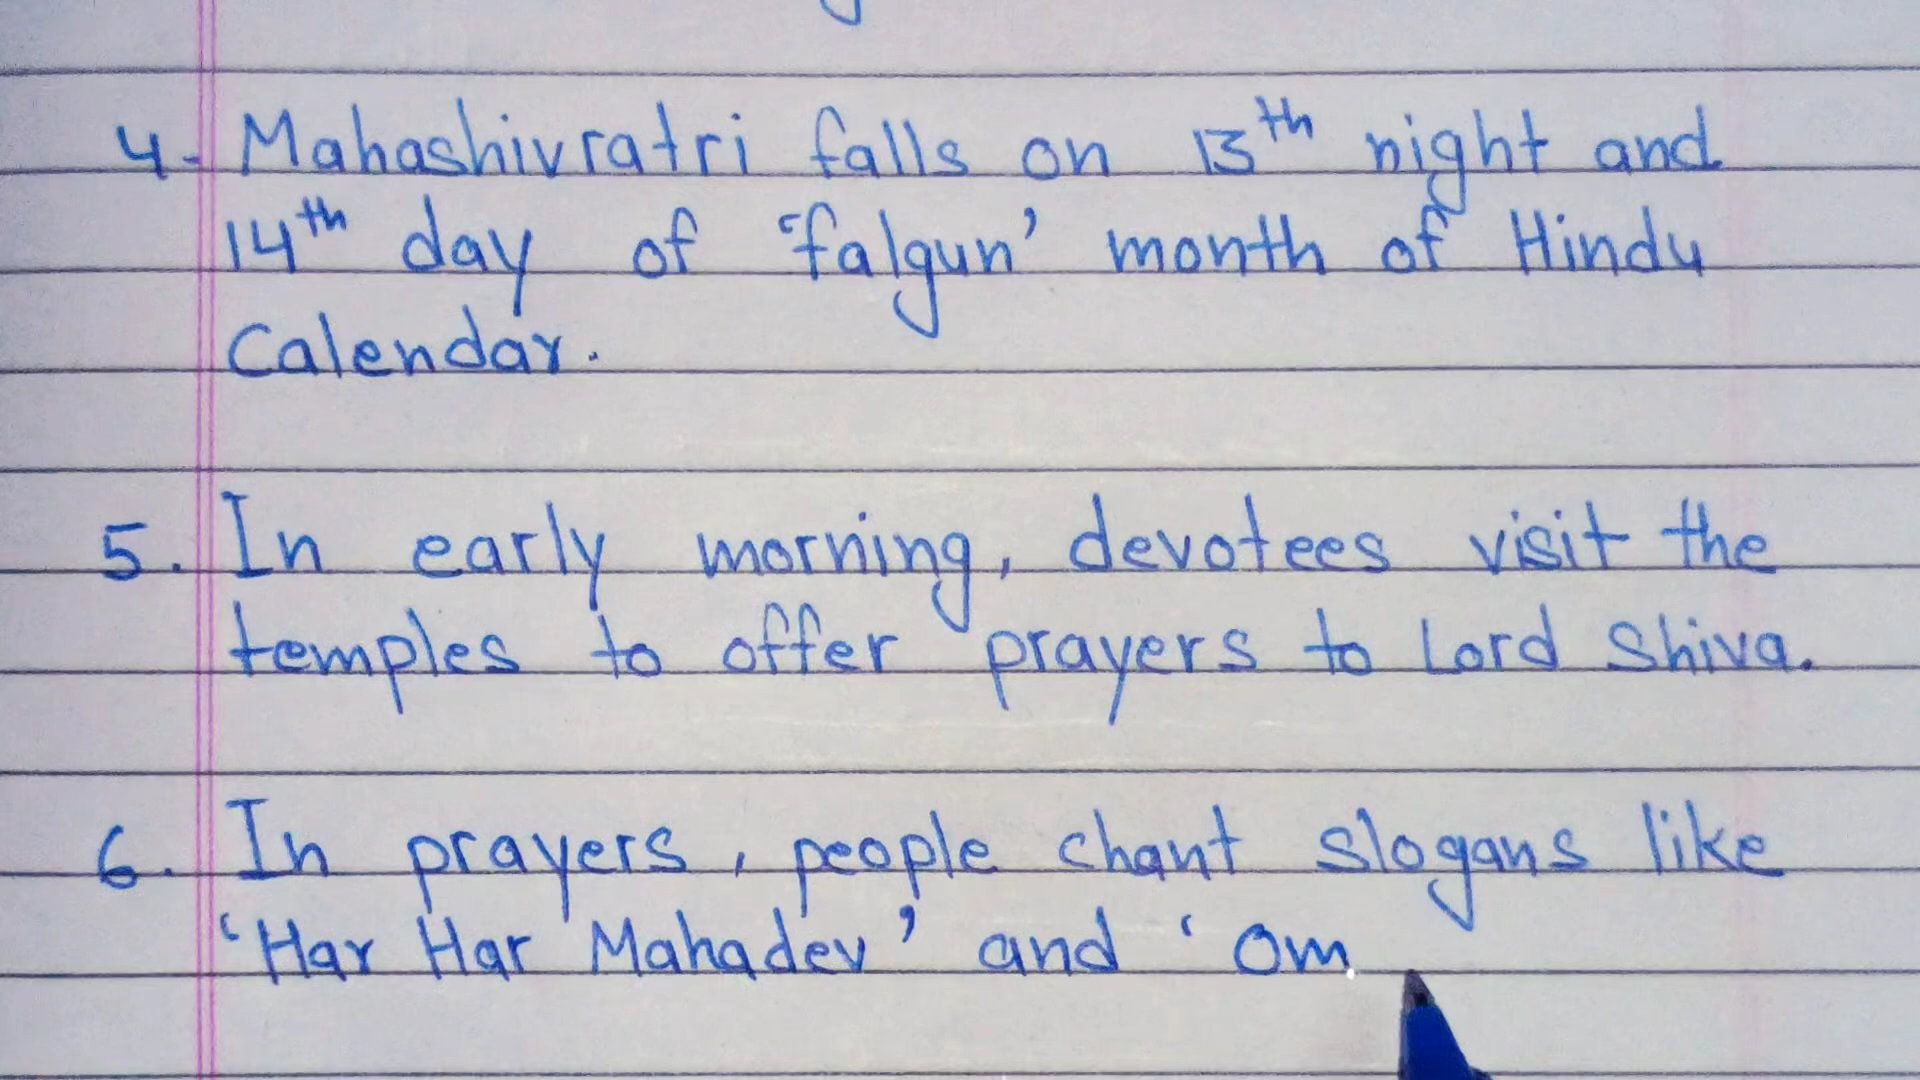 4. Mahashivratri falls on 13th night and
14th day of 'falgun' month of Hindu
Calendar.
5. In early morning, devotees visit the
temples to offer prayers to Lord Shiva.
6. In prayers, people chant slogans like
'Har Har Mahadev' and 'Om